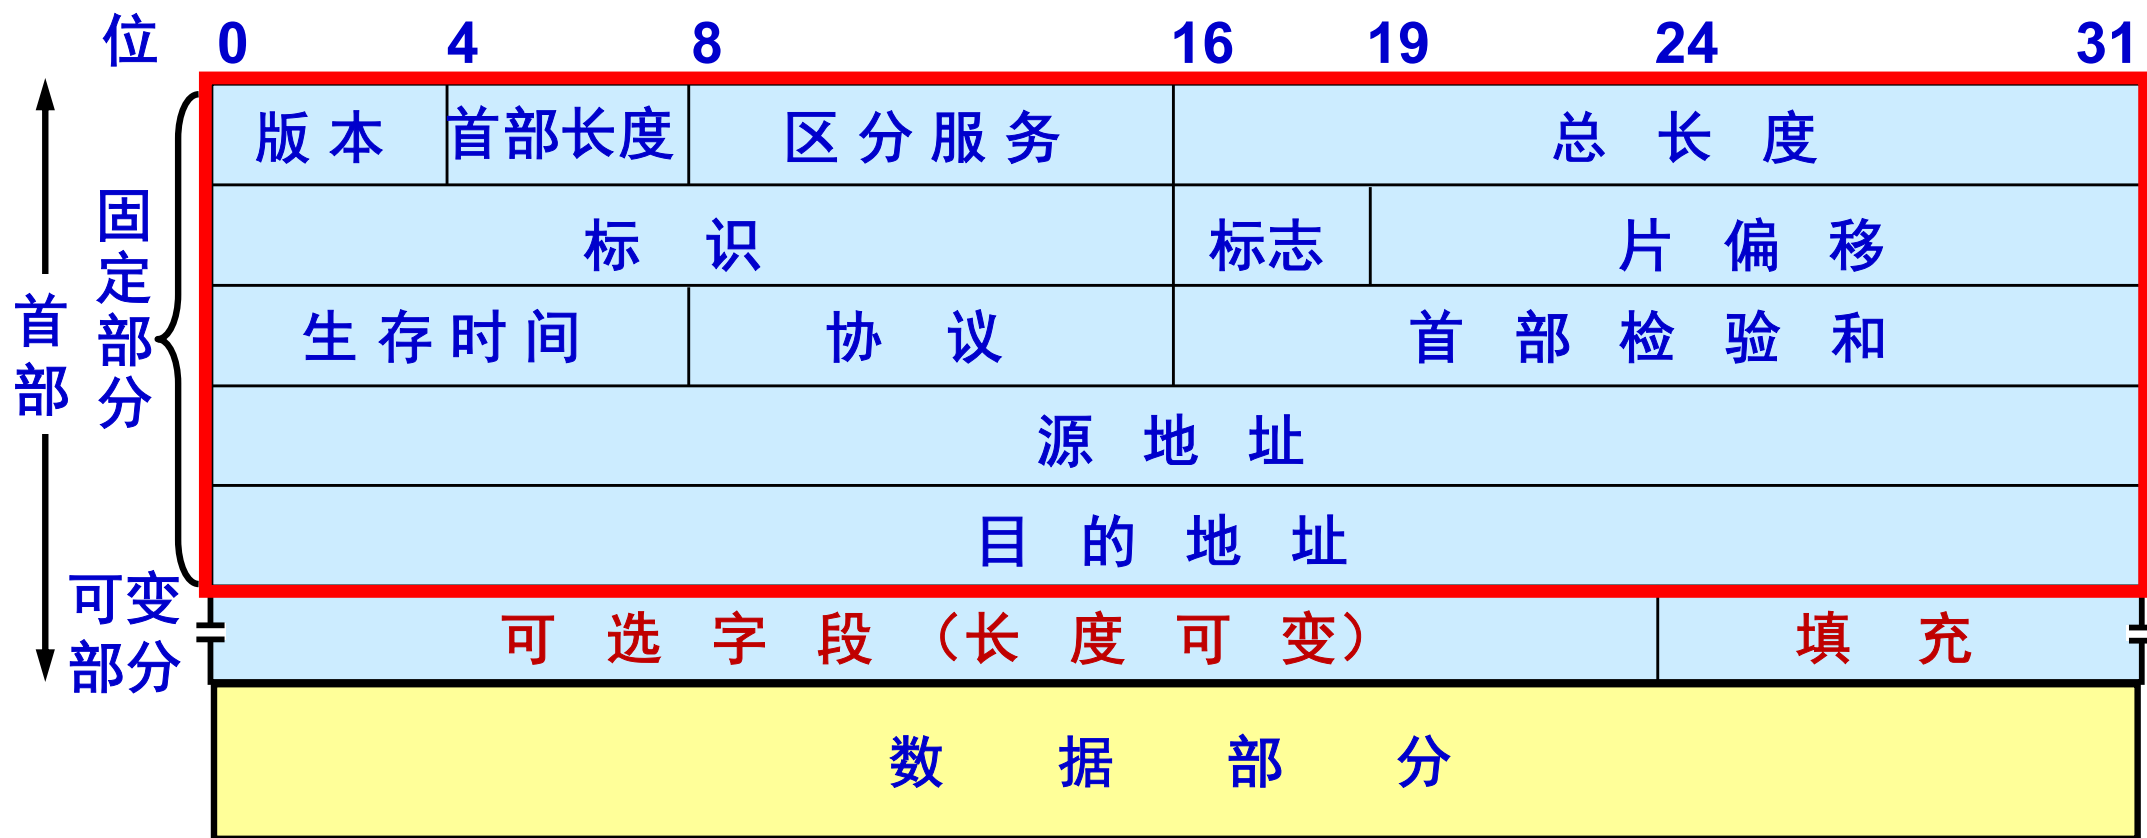 位 0 4 8 16 19 24 31
版本 首部长度 区分服务 总长度
标识 标志 片偏移
生存时间 协议 首部检验和
源地址
目的地址
可选字段（长度可变） 填充
数据部分
首部
固定部分
可变
部分